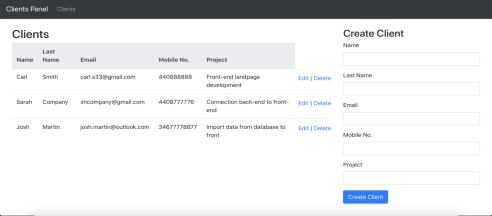 Clients Panel Clients
Clients
Name Last Name Email Mobile No. Project
Carl Smith carl.s33@gmail.com 440888888 Front-end landpage development Edit | Delete
Sarah Company shcompany@gmail.com 4408777776 Connection back-end to front-end Edit | Delete
Josh Martin josh.martin@outlook.com 34677778877 Import data from database to front Edit | Delete
Create Client
Name
Last Name
Email
Mobile No.
Project
Create Client